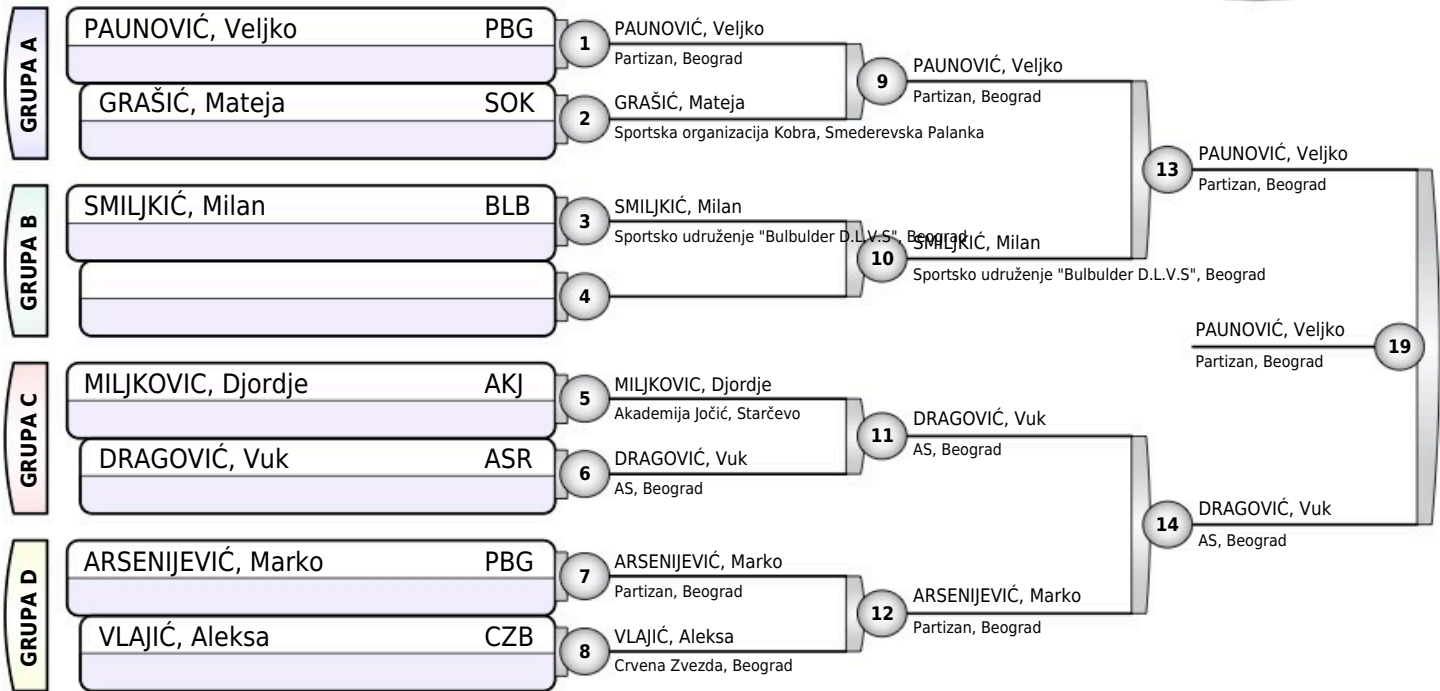 GRUPA A
PAUNOVIĆ, Veljko PBG
GRAŠIĆ, Mateja SOK
1
PAUNOVIĆ, Veljko
Partizan, Beograd
2
GRAŠIĆ, Mateja
Sportska organizacija Kobra, Smederevska Palanka
9
PAUNOVIĆ, Veljko
Partizan, Beograd
GRUPA B
SMILJKIĆ, Milan BLB
3
SMILJKIĆ, Milan
Sportsko udruženje "Bulbulder D.L.V.S", Beograd
4
10
SMILJKIĆ, Milan
Sportsko udruženje "Bulbulder D.L.V.S", Beograd
13
PAUNOVIĆ, Veljko
Partizan, Beograd
GRUPA C
MILJKOVIC, Djordje AKJ
DRAGOVIĆ, Vuk ASR
5
MILJKOVIC, Djordje
Akademija Jočić, Starčevo
6
DRAGOVIĆ, Vuk
AS, Beograd
11
DRAGOVIĆ, Vuk
AS, Beograd
GRUPA D
ARSENIJEVIĆ, Marko PBG
VLAJIĆ, Aleksa CZB
7
ARSENIJEVIĆ, Marko
Partizan, Beograd
8
VLAJIĆ, Aleksa
Crvena Zvezda, Beograd
12
ARSENIJEVIĆ, Marko
Partizan, Beograd
14
DRAGOVIĆ, Vuk
AS, Beograd
PAUNOVIĆ, Veljko
Partizan, Beograd
19